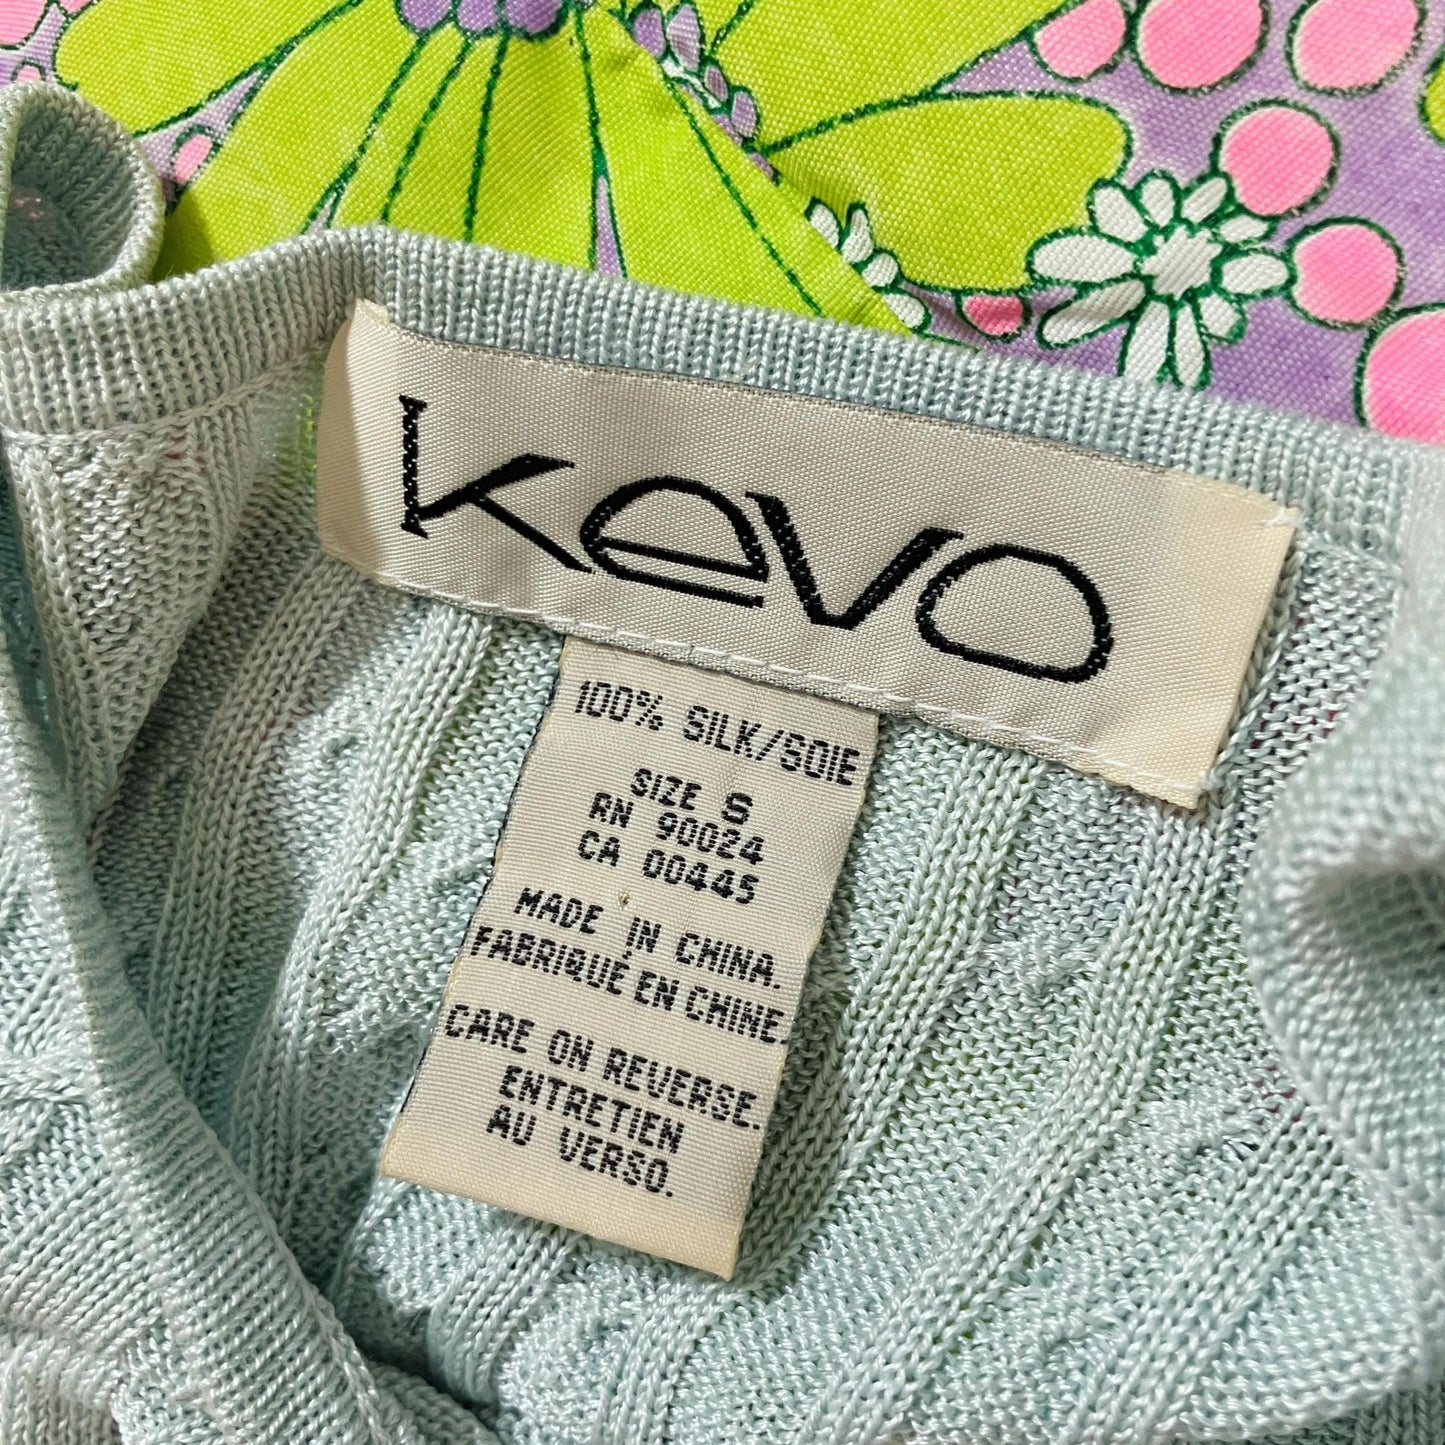 Kevo
100% SILK/SOIE
SIZE S
RN 90024
CA 00445
MADE IN CHINA.
FABRIQUÉ EN CHINE.
CARE ON REVERSE.
ENTRETIEN
AU VERSO.